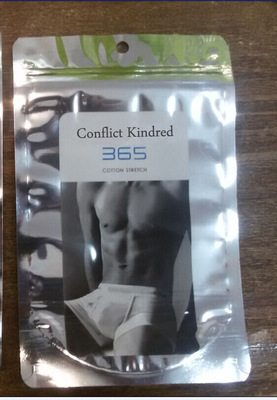 Conflict Kindred
365
COTTON STRETCH